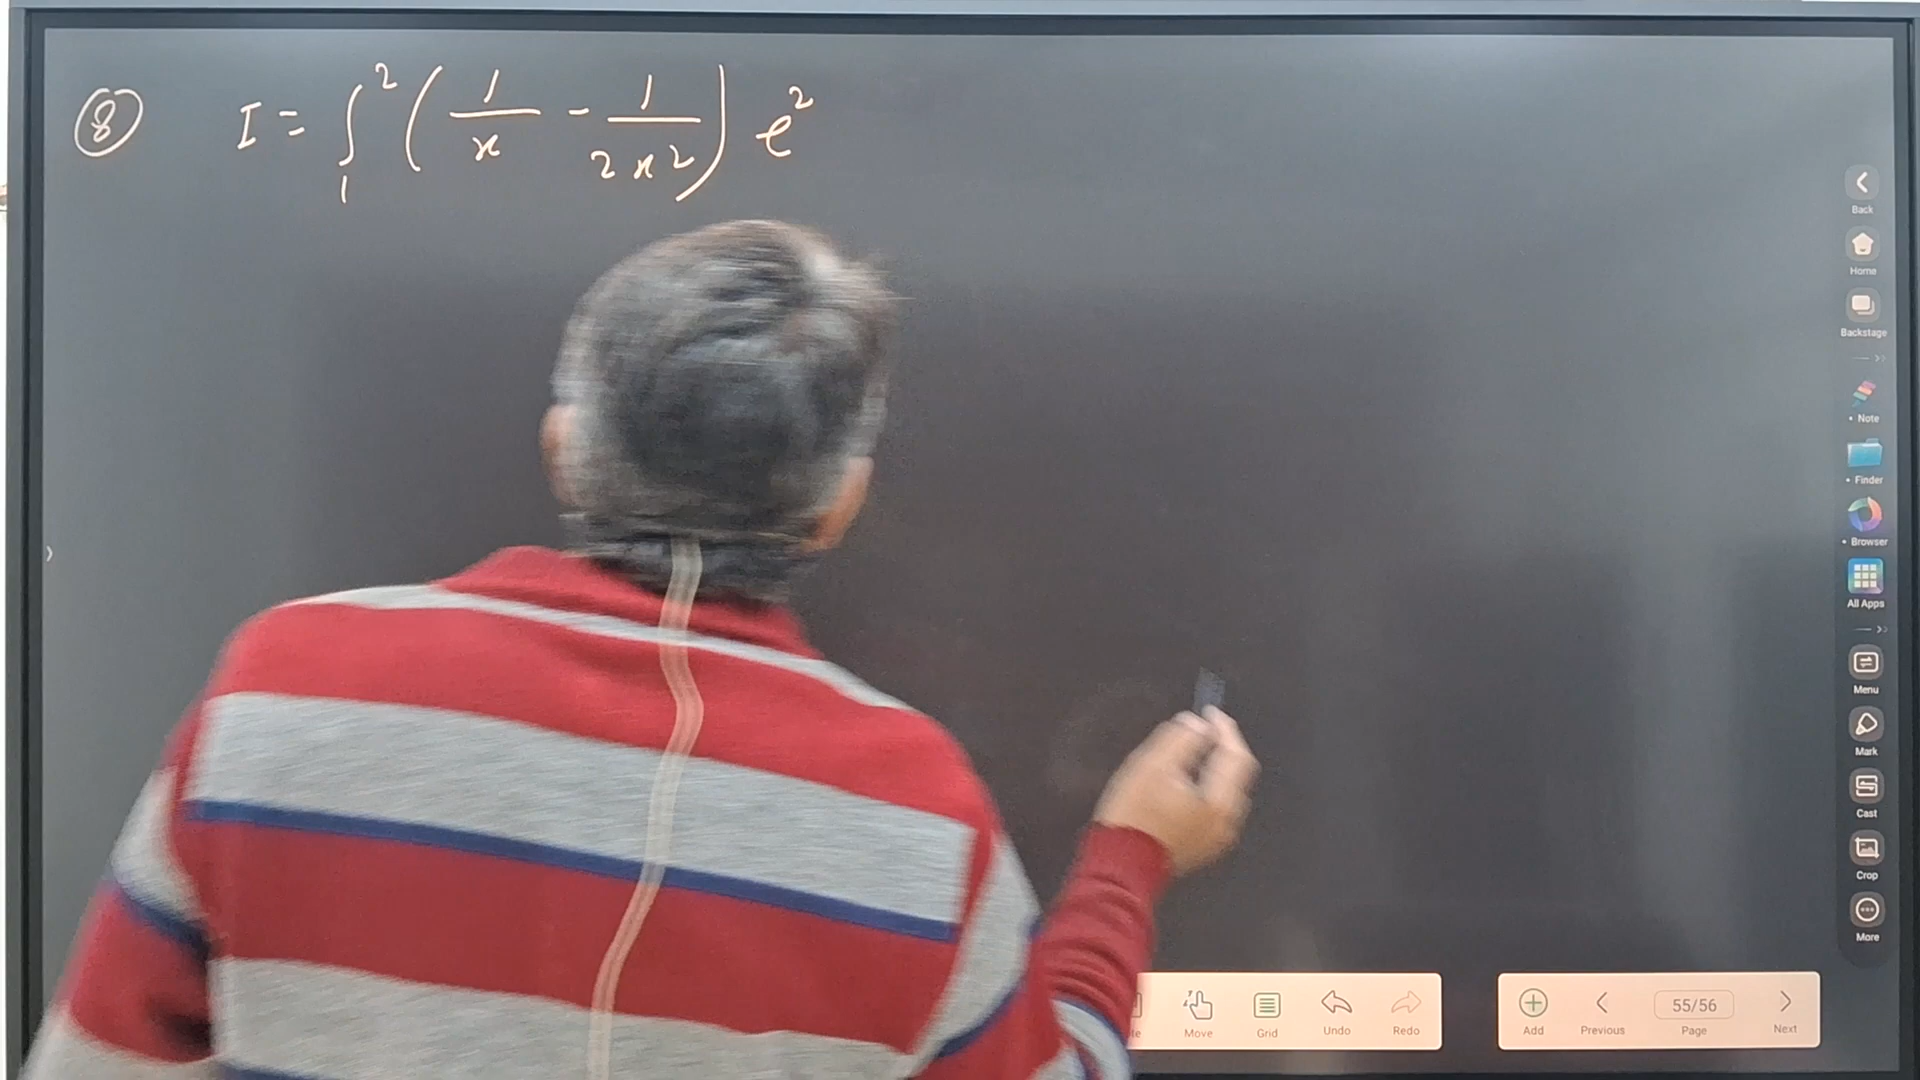 ⑧ I = ∫₁² (1/x - 1/2x²) e²
Back
Home
Backstage
• Note
• Finder
• Browser
All Apps
Menu
Mark
Cast
Crop
More
Move Grid Undo Redo
Add Previous 55/56 Page Next